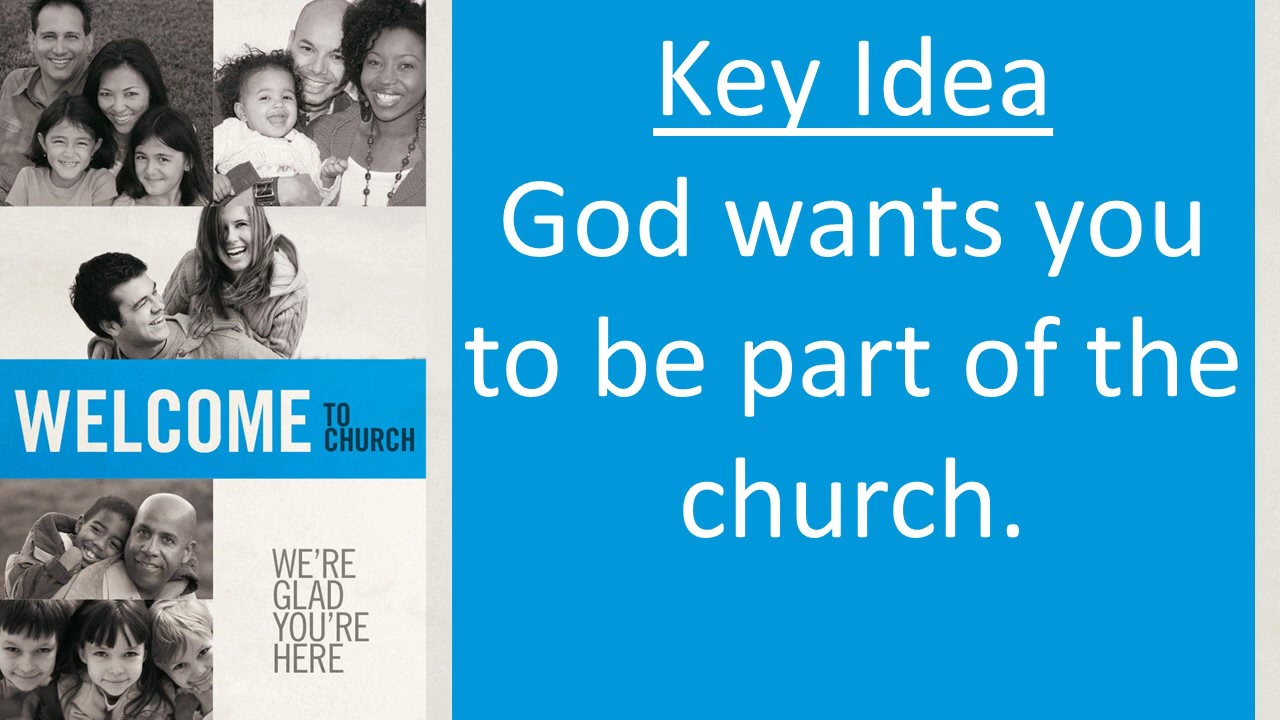 WELCOME TO CHURCH
WE'RE
GLAD
YOU'RE
HERE
Key Idea
God wants you
to be part of the
church.